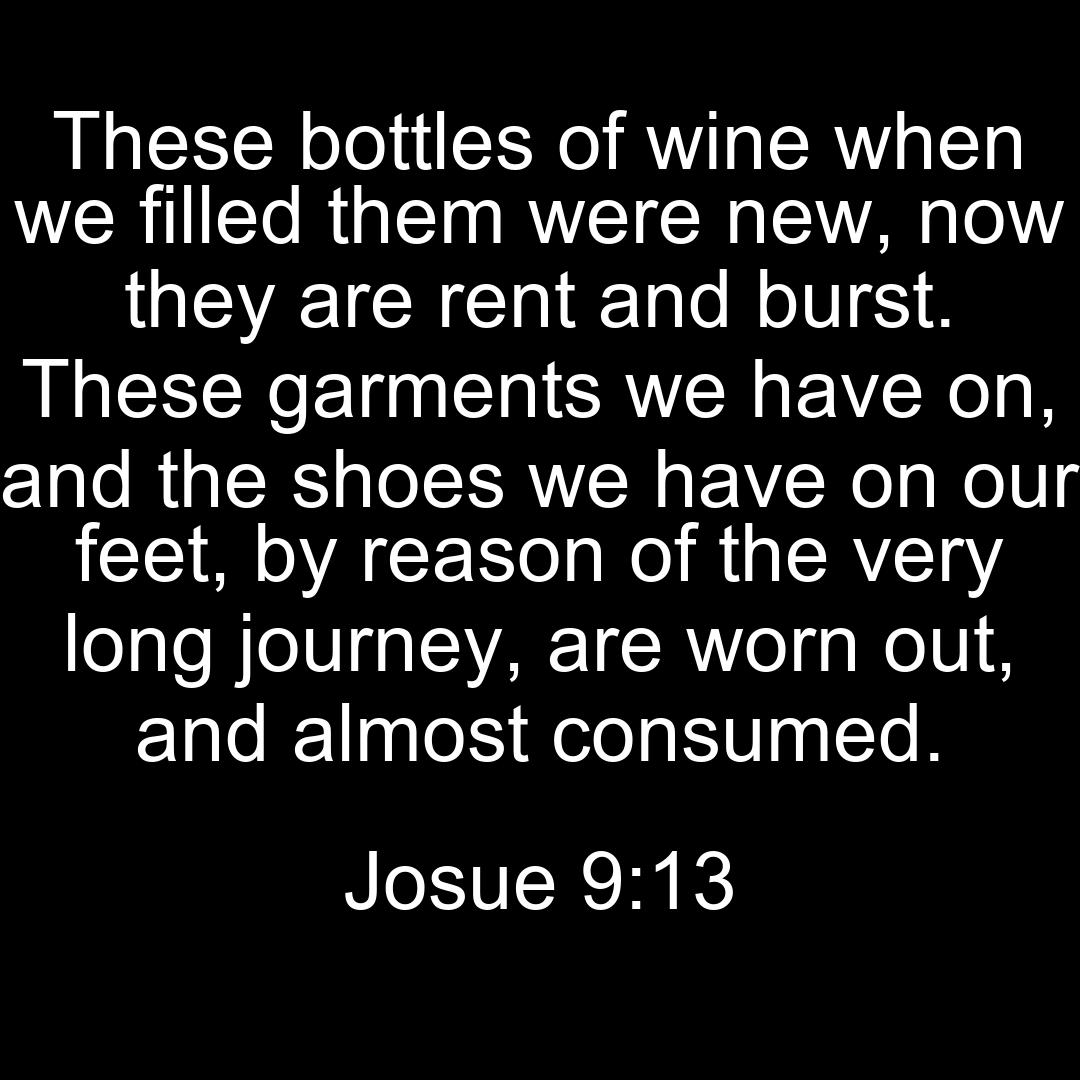 These bottles of wine when
we filled them were new, now
they are rent and burst.
These garments we have on,
and the shoes we have on our
feet, by reason of the very
long journey, are worn out,
and almost consumed.
Josue 9:13